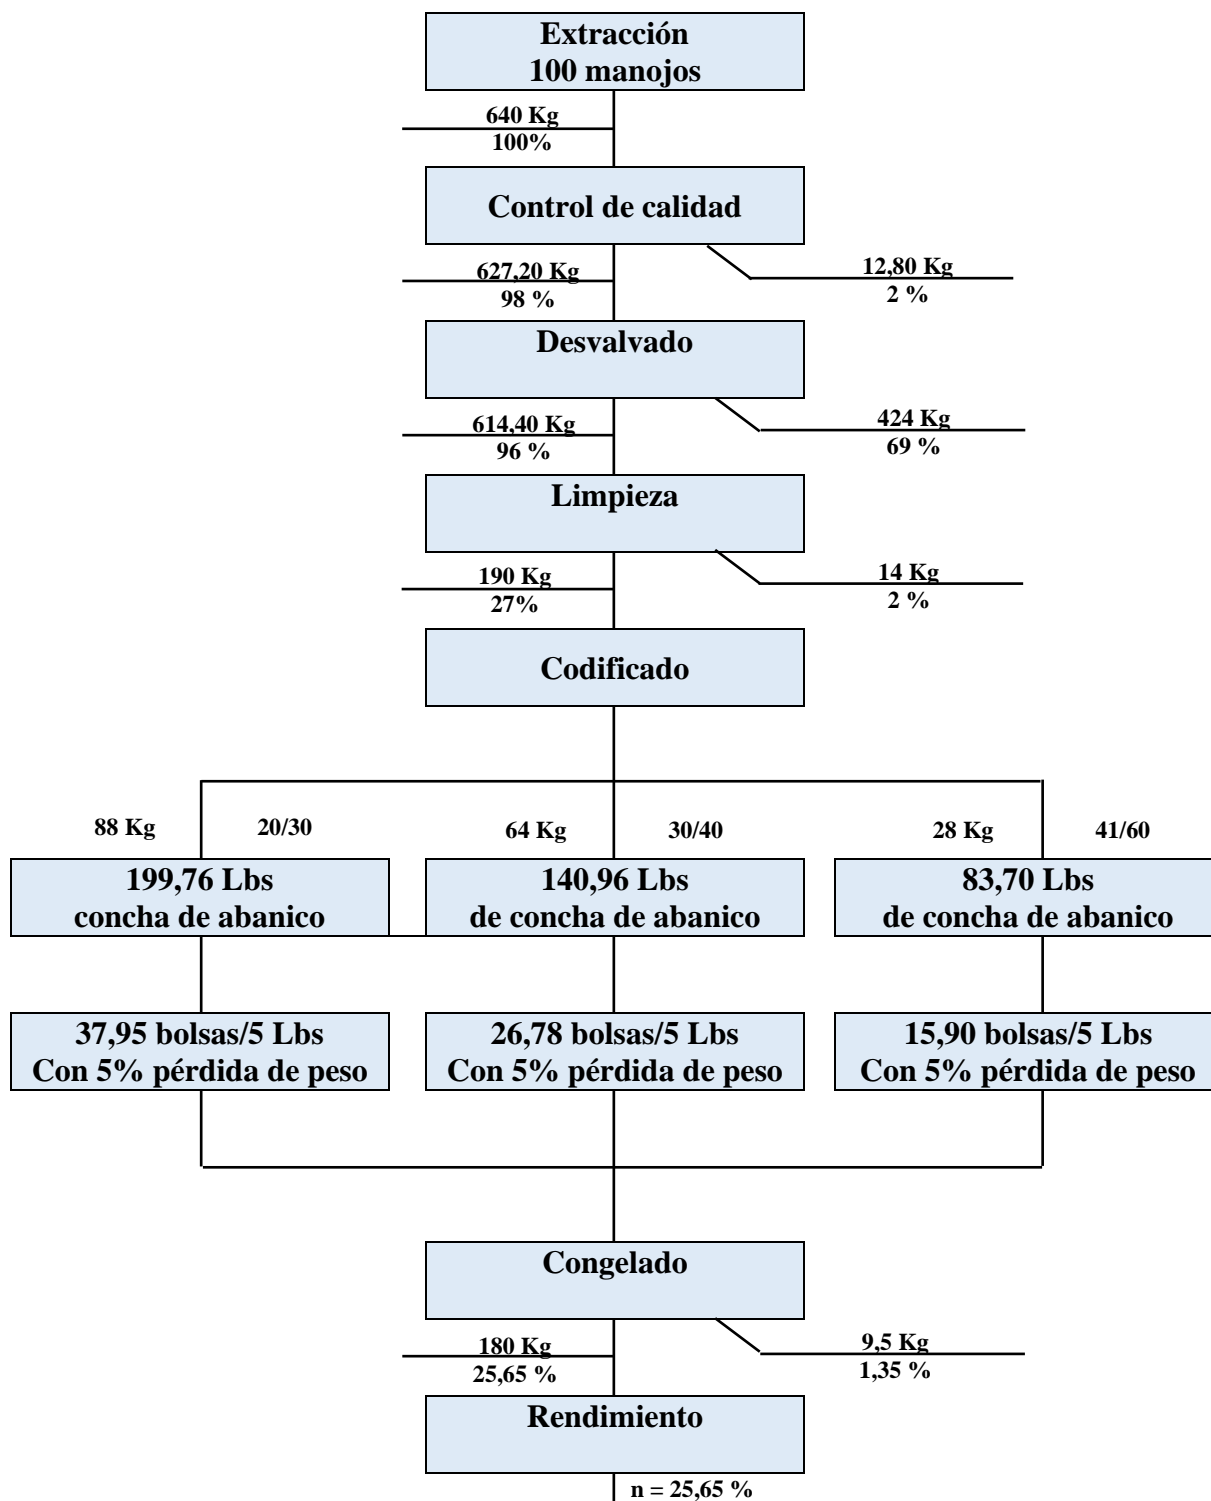 Extracción
100 manojos
640 Kg
100%
Control de calidad
627,20 Kg
98 %
12,80 Kg
2 %
Desvalvado
614,40 Kg
96 %
424 Kg
69 %
Limpieza
190 Kg
27%
14 Kg
2 %
Codificado
88 Kg
20/30
64 Kg
30/40
28 Kg
41/60
199,76 Lbs
concha de abanico
140,96 Lbs
de concha de abanico
83,70 Lbs
de concha de abanico
37,95 bolsas/5 Lbs
Con 5% pérdida de peso
26,78 bolsas/5 Lbs
Con 5% pérdida de peso
15,90 bolsas/5 Lbs
Con 5% pérdida de peso
Congelado
180 Kg
25,65 %
9,5 Kg
1,35 %
Rendimiento
n = 25,65 %